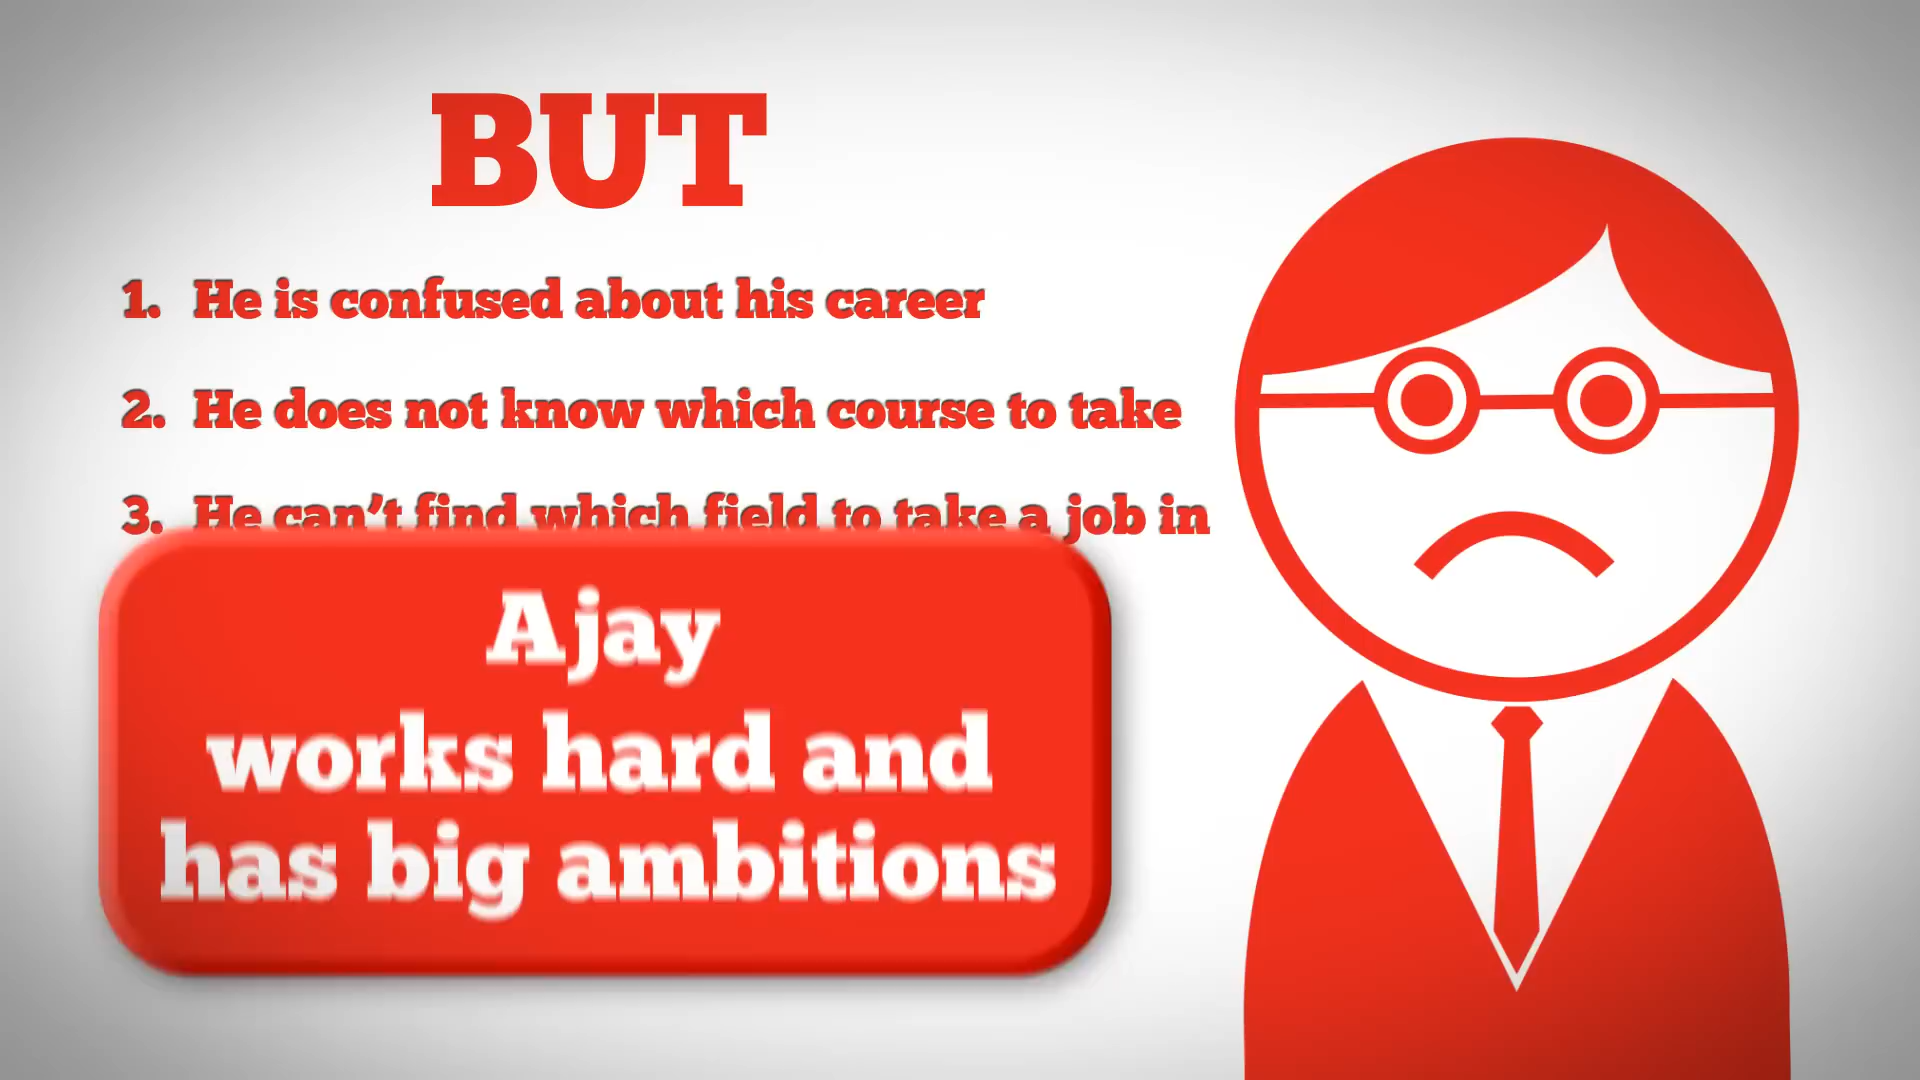 BUT
1. He is confused about his career
2. He does not know which course to take
3. He can't find which field to take a job in
Ajay
works hard and
has big ambitions